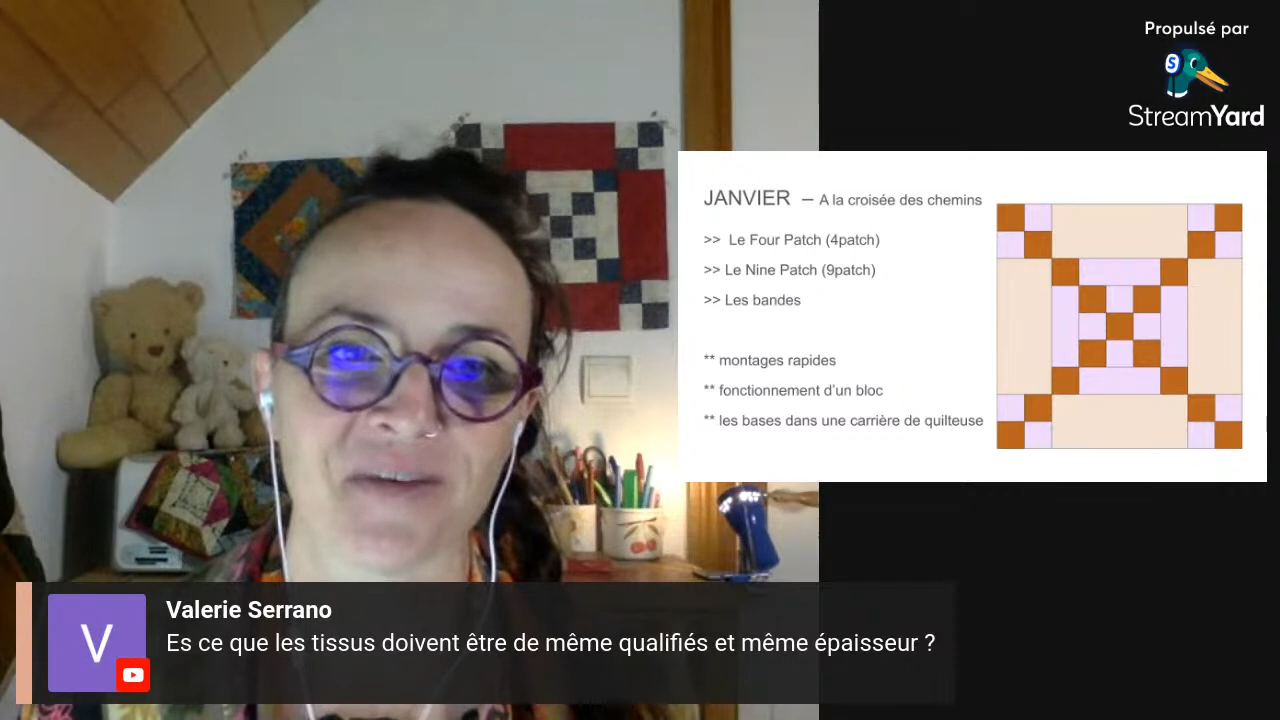 Propulsé par
S
StreamYard
JANVIER – A la croisée des chemins
>> Le Four Patch (4patch)
>> Le Nine Patch (9patch)
>> Les bandes
** montages rapides
** fonctionnement d'un bloc
** les bases dans une carrière de quilteuse
V
Valerie Serrano
Es ce que les tissus doivent être de même qualifiés et même épaisseur ?